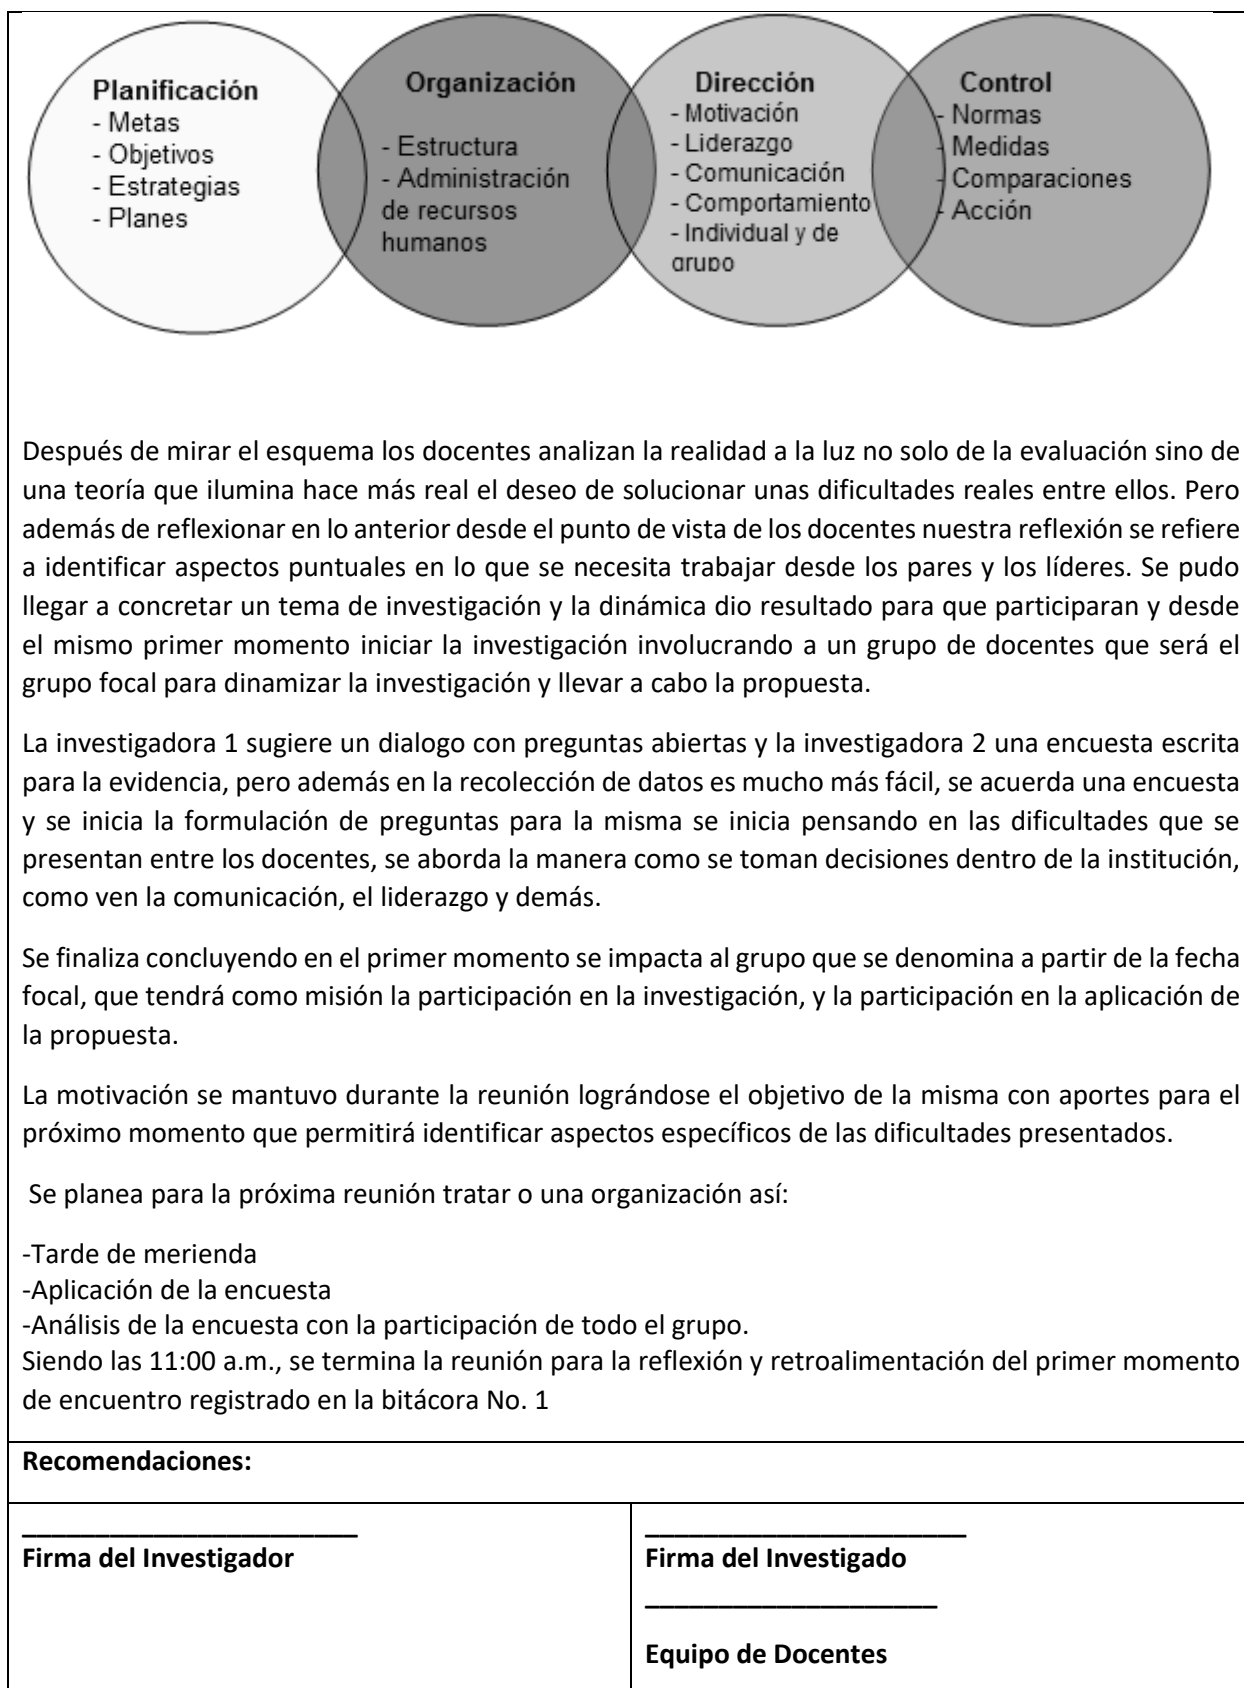 Planificación
- Metas
- Objetivos
- Estrategias
- Planes
Organización
- Estructura
- Administración
de recursos
humanos
Dirección
- Motivación
- Liderazgo
- Comunicación
- Comportamiento
- Individual y de
grupo
Control
- Normas
- Medidas
- Comparaciones
- Acción
Después de mirar el esquema los docentes analizan la realidad a la luz no solo de la evaluación sino de
una teoría que ilumina hace más real el deseo de solucionar unas dificultades reales entre ellos. Pero
además de reflexionar en lo anterior desde el punto de vista de los docentes nuestra reflexión se refiere
a identificar aspectos puntuales en lo que se necesita trabajar desde los pares y los líderes. Se pudo
llegar a concretar un tema de investigación y la dinámica dio resultado para que participaran y desde
el mismo primer momento iniciar la investigación involucrando a un grupo de docentes que será el
grupo focal para dinamizar la investigación y llevar a cabo la propuesta.
La investigadora 1 sugiere un dialogo con preguntas abiertas y la investigadora 2 una encuesta escrita
para la evidencia, pero además en la recolección de datos es mucho más fácil, se acuerda una encuesta
y se inicia la formulación de preguntas para la misma se inicia pensando en las dificultades que se
presentan entre los docentes, se aborda la manera como se toman decisiones dentro de la institución,
como ven la comunicación, el liderazgo y demás.
Se finaliza concluyendo en el primer momento se impacta al grupo que se denomina a partir de la fecha
focal, que tendrá como misión la participación en la investigación, y la participación en la aplicación de
la propuesta.
La motivación se mantuvo durante la reunión lográndose el objetivo de la misma con aportes para el
próximo momento que permitirá identificar aspectos específicos de las dificultades presentados.
Se planea para la próxima reunión tratar o una organización así:
-Tarde de merienda
-Aplicación de la encuesta
-Análisis de la encuesta con la participación de todo el grupo.
Siendo las 11:00 a.m., se termina la reunión para la reflexión y retroalimentación del primer momento
de encuentro registrado en la bitácora No. 1
Recomendaciones:
Firma del Investigador
Firma del Investigado
Equipo de Docentes